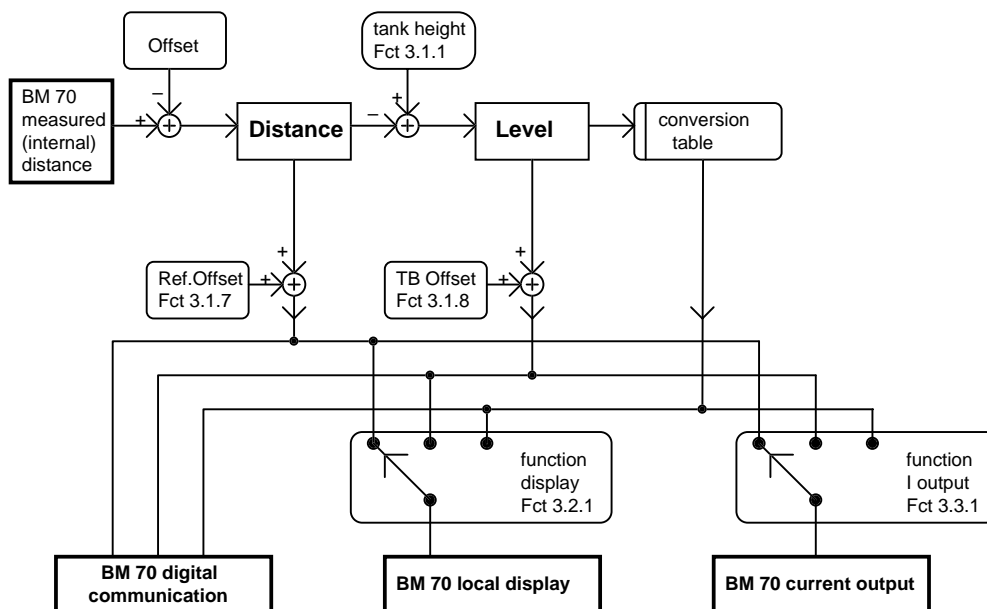 Offset
tank height
Fct 3.1.1
BM 70
measured
(internal)
distance
–
+
Distance
–
+
Level
conversion
table
+
+
Ref.Offset
Fct 3.1.7
+
TB Offset
Fct 3.1.8
+
function
display
Fct 3.2.1
function
I output
Fct 3.3.1
BM 70 digital
communication
BM 70 local display
BM 70 current output